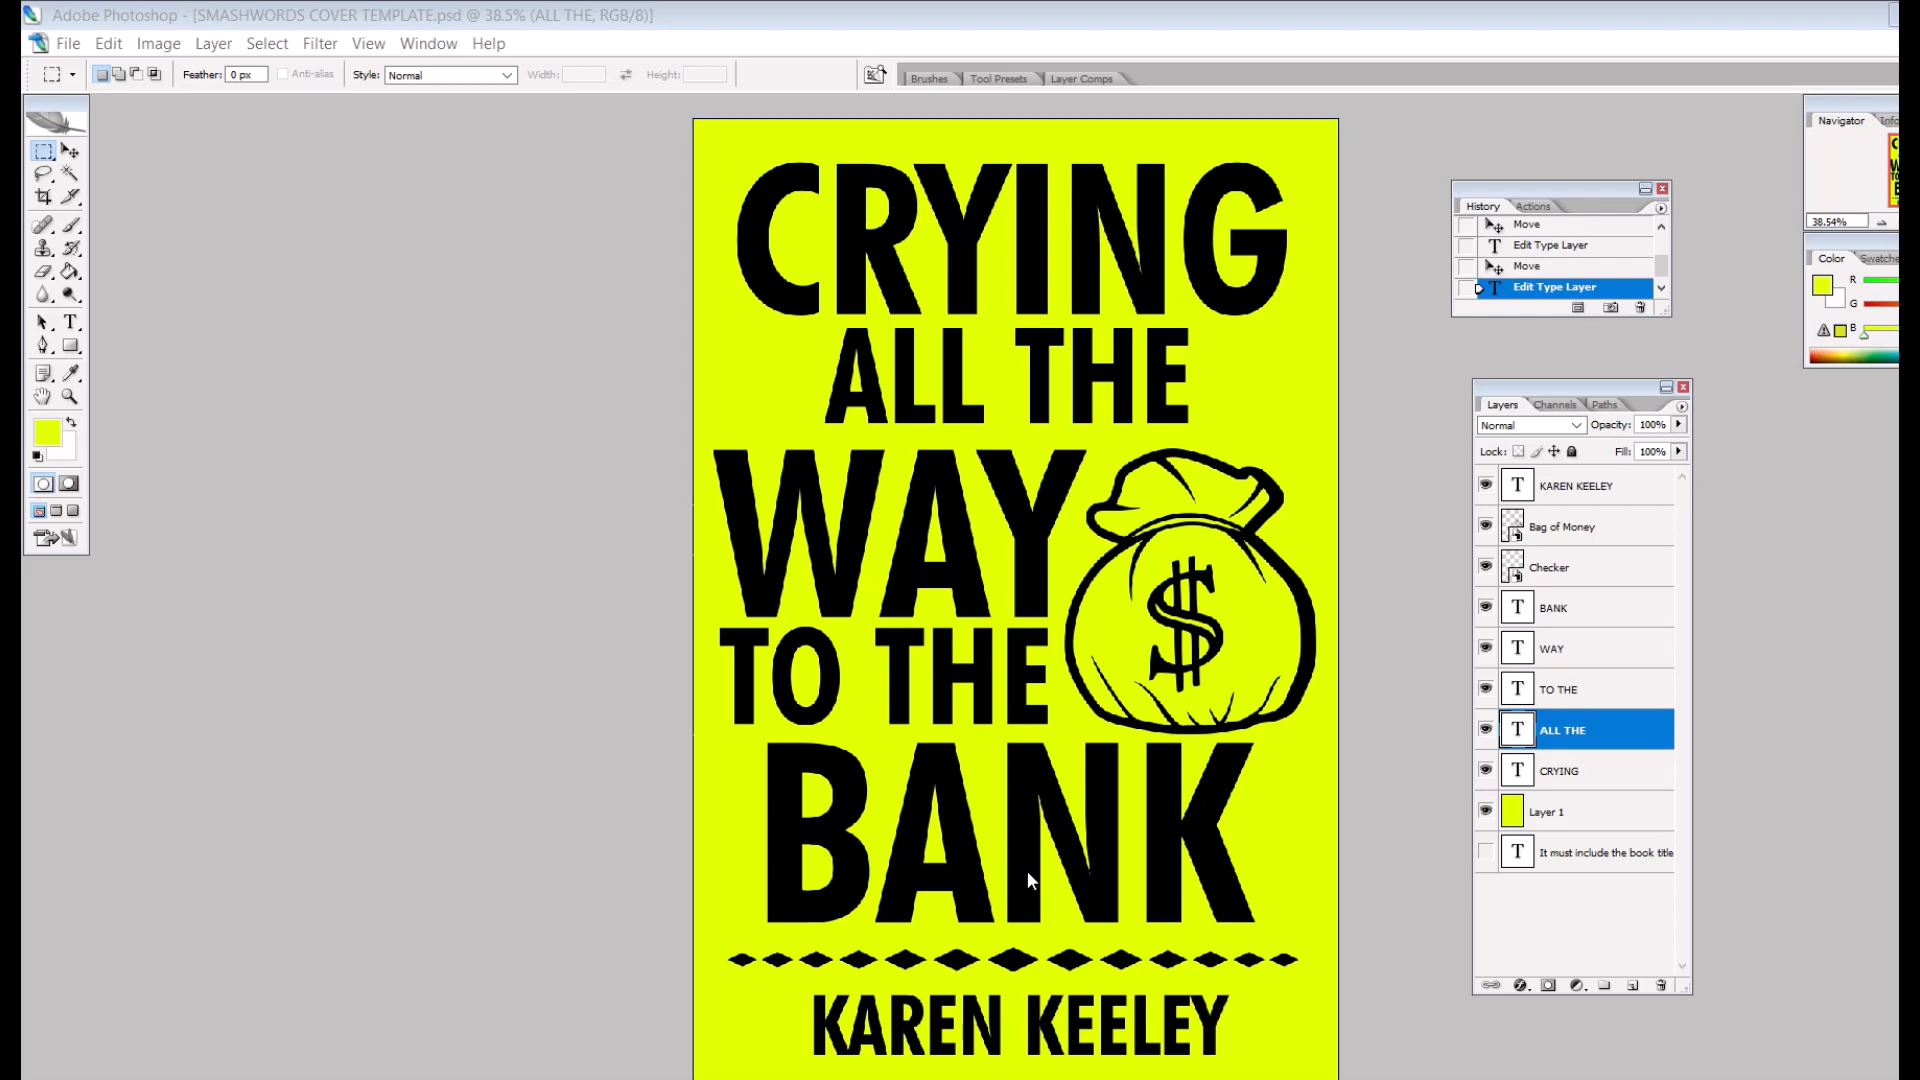 Adobe Photoshop - [SMASHWORDS COVER TEMPLATE.psd @ 38.5% (ALL THE, RGB/8)]
File Edit Image Layer Select Filter View Window Help
Feather: 0 px Anti-alias Style: Normal Width: Height: Brushes Tool Presets Layer Comps
CRYING
ALL THE
WAY
TO THE
BANK
KAREN KEELEY
$
Navigator Info
38.54%
Color Swatches
R
G
B
History Actions
Move
Edit Type Layer
Move
Edit Type Layer
Layers Channels Paths
Normal Opacity: 100%
Lock: Fill: 100%
T KAREN KEELEY
Bag of Money
Checker
T BANK
T WAY
T TO THE
T ALL THE
T CRYING
Layer 1
T It must include the book title